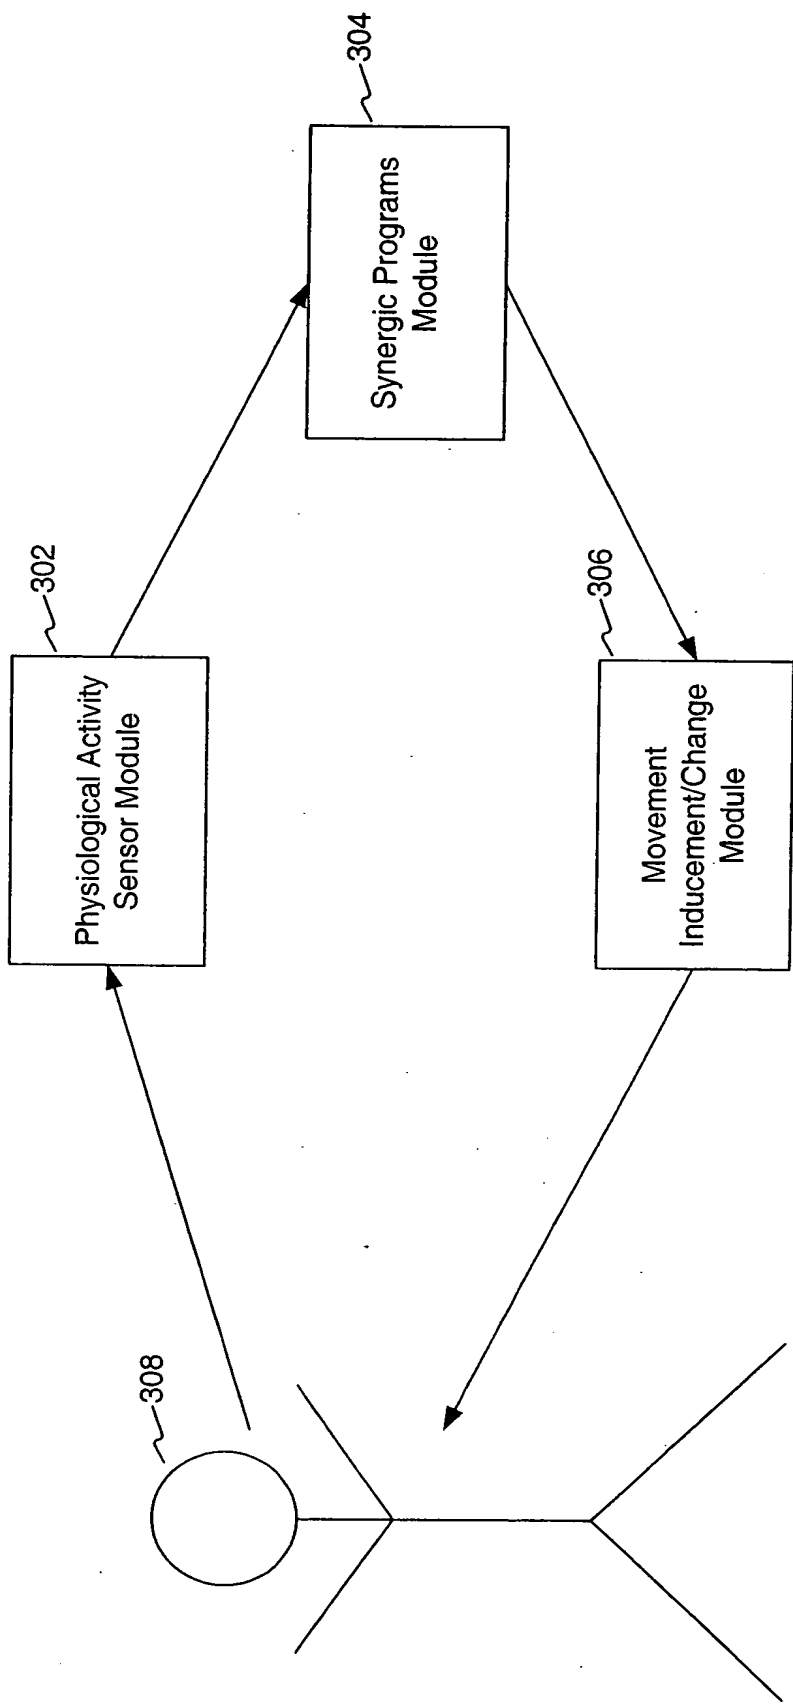 308
302
Physiological Activity
Sensor Module
304
Synergic Programs
Module
306
Movement
Inducement/Change
Module